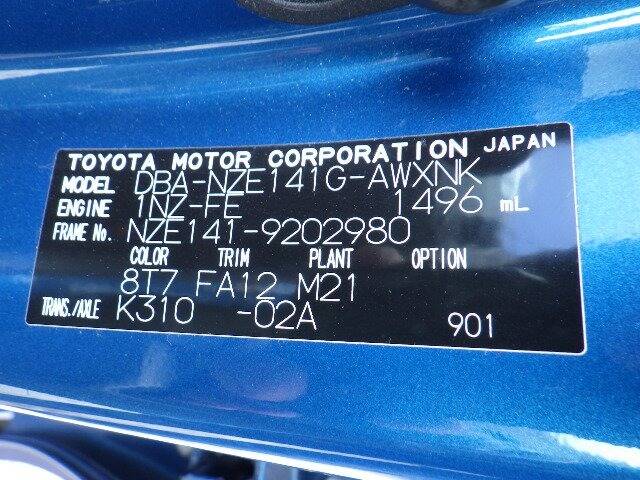 TOYOTA MOTOR CORPORATION JAPAN
MODEL DBA-NZE141G-AWXNK
ENGINE 1NZ-FE 1496 mL
FRAME No. NZE141-9202980
COLOR TRIM PLANT OPTION
8T7 FA12 M21
TRANS./AXLE K310 -02A 901